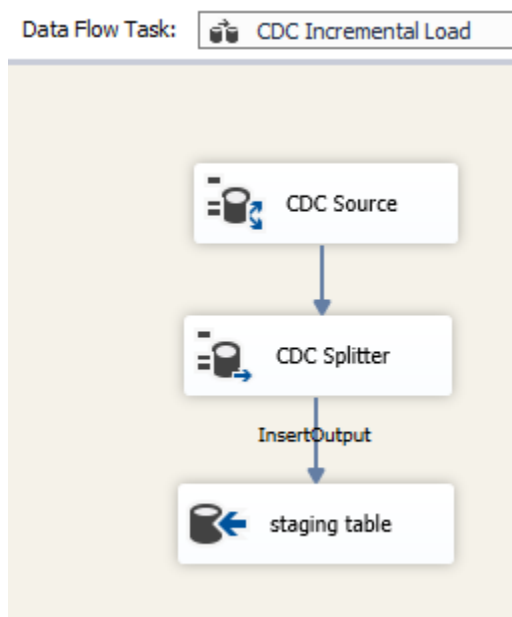 Data Flow Task: CDC Incremental Load
CDC Source
CDC Splitter
InsertOutput
staging table